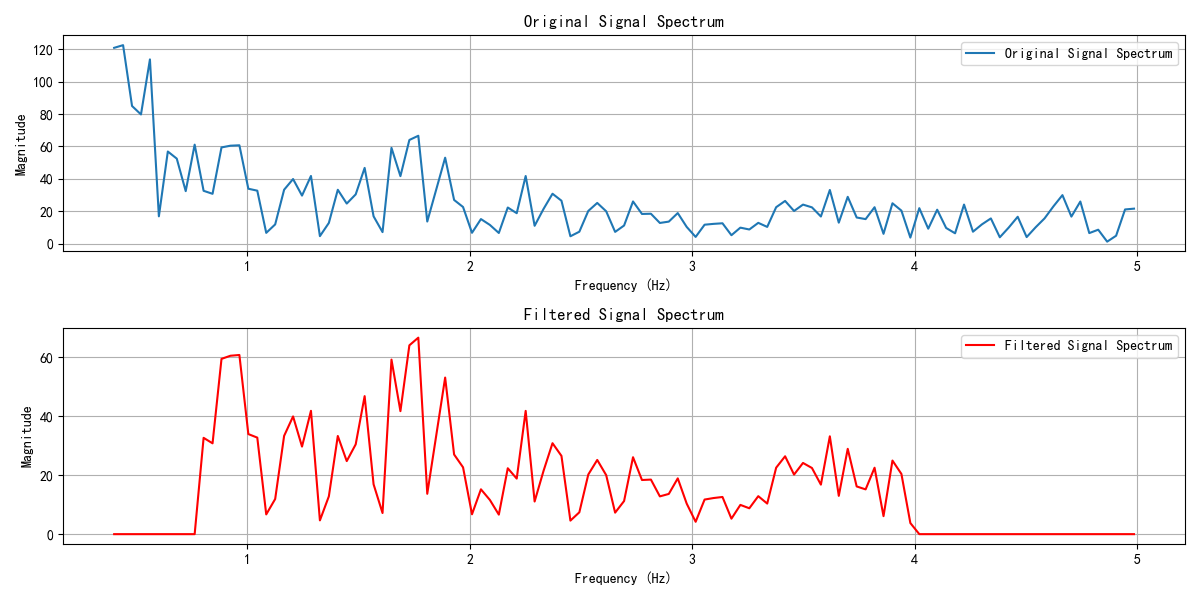 Original Signal Spectrum
Original Signal Spectrum
Magnitude
120
100
80
60
40
20
0
1 2 3 4 5
Frequency (Hz)
Filtered Signal Spectrum
Filtered Signal Spectrum
Magnitude
60
40
20
0
1 2 3 4 5
Frequency (Hz)